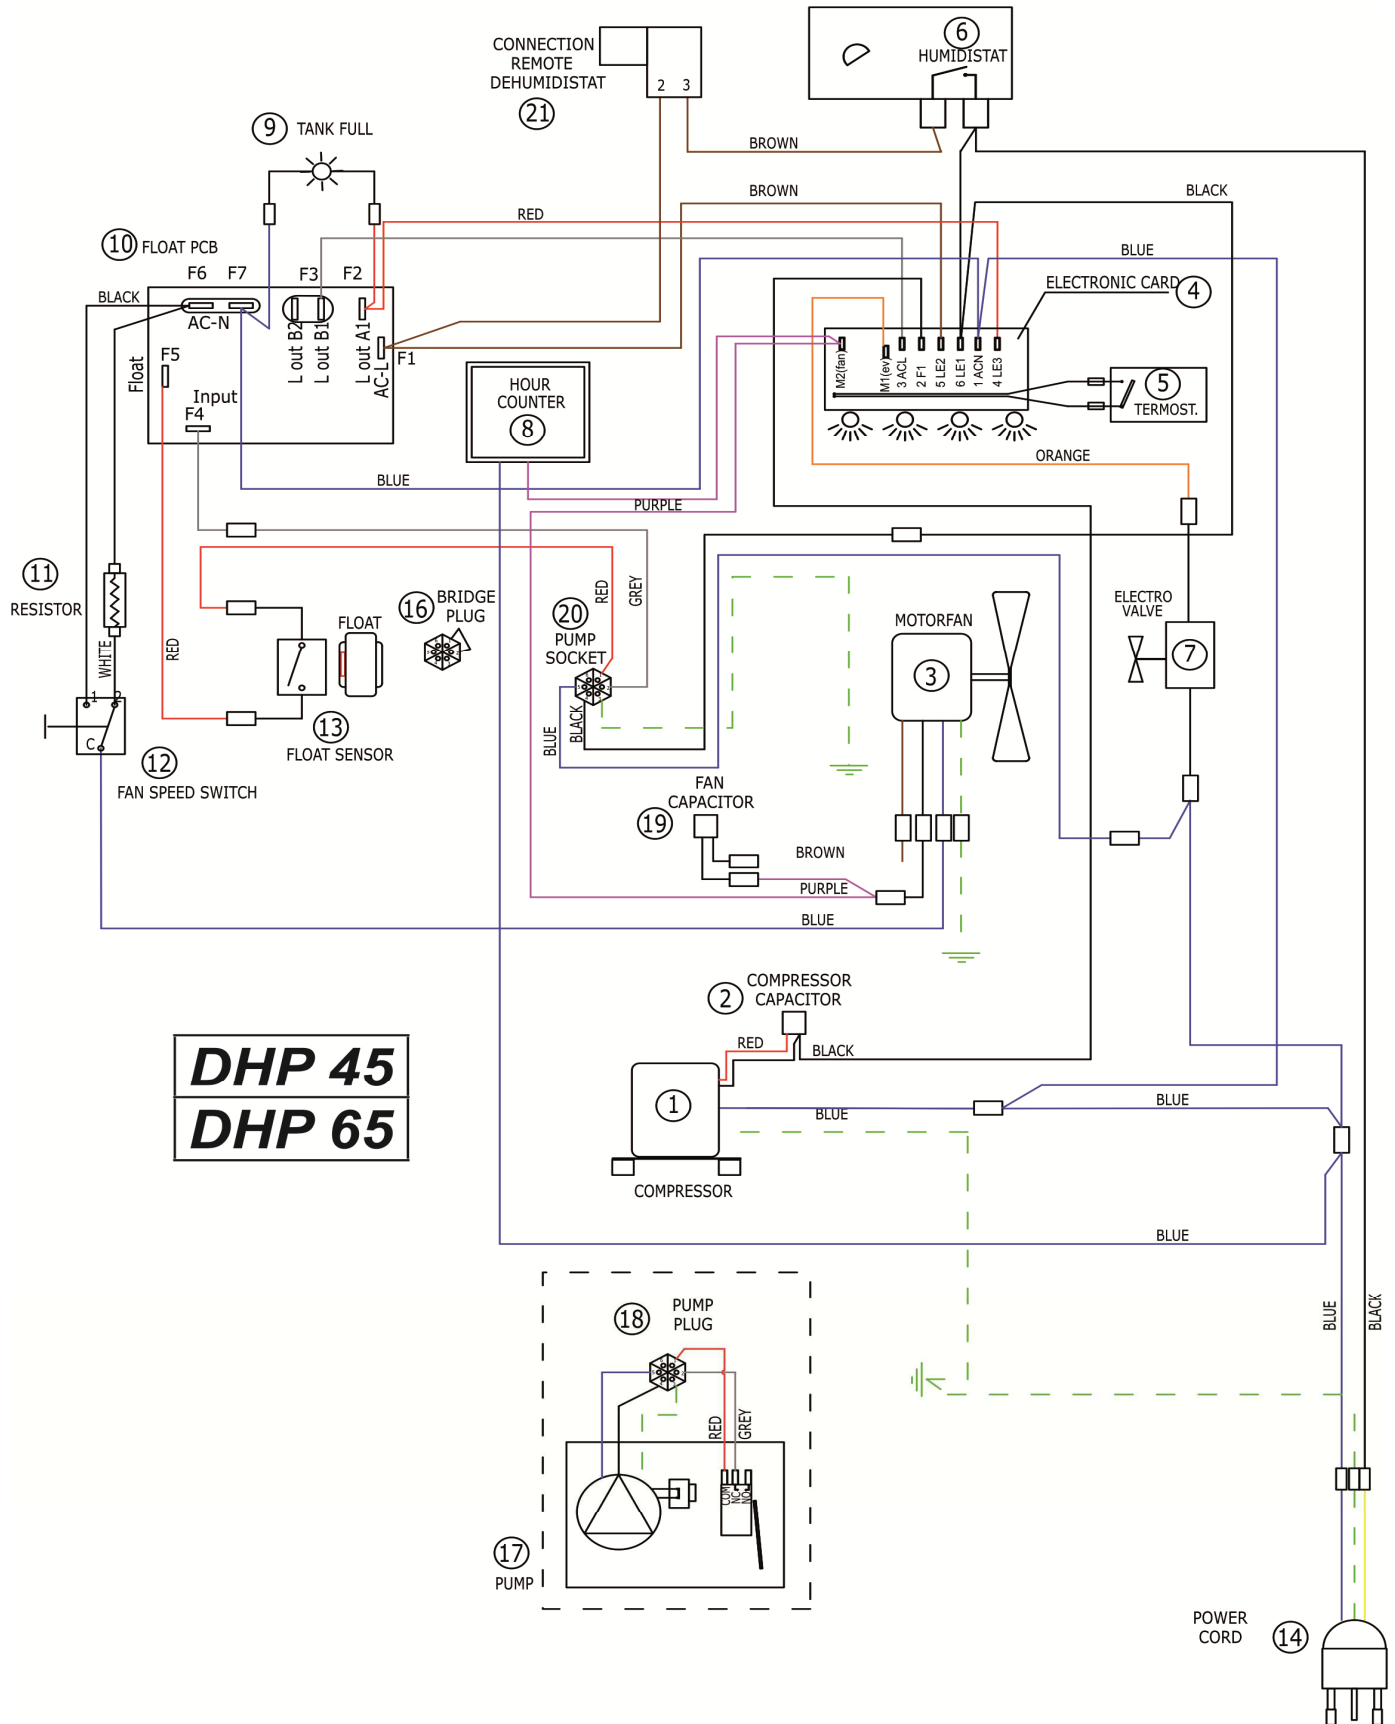 6
HUMIDISTAT
CONNECTION
REMOTE
DEHUMIDISTAT
21
2 3
9 TANK FULL
BROWN
BROWN
BLACK
RED
10 FLOAT PCB
BLUE
F6 F7 F3 F2
BLACK
AC-N
L out B2
L out B1
L out A1
AC-L
F1
Float
F5
Input
F4
ELECTRONIC CARD 4
M2(fan)
M1(ev)
3 ACL
2 F1
5 LE2
6 LE1
1 ACN
4 LE3
5
TERMOST.
HOUR
COUNTER
8
ORANGE
BLUE
PURPLE
11
RESISTOR
WHITE
RED
16 BRIDGE
PLUG
FLOAT
20
PUMP
SOCKET
RED
GREY
MOTORFAN
3
ELECTRO
VALVE
7
1 2
C
12
FAN SPEED SWITCH
13
FLOAT SENSOR
BLUE
BLACK
FAN
CAPACITOR
19
BROWN
PURPLE
BLUE
2
COMPRESSOR
CAPACITOR
RED
BLACK
DHP 45
DHP 65
1
BLUE
BLUE
COMPRESSOR
BLUE
18
PUMP
PLUG
BLUE
BLACK
RED
GREY
COM
NC
NO
17
PUMP
POWER
CORD
14